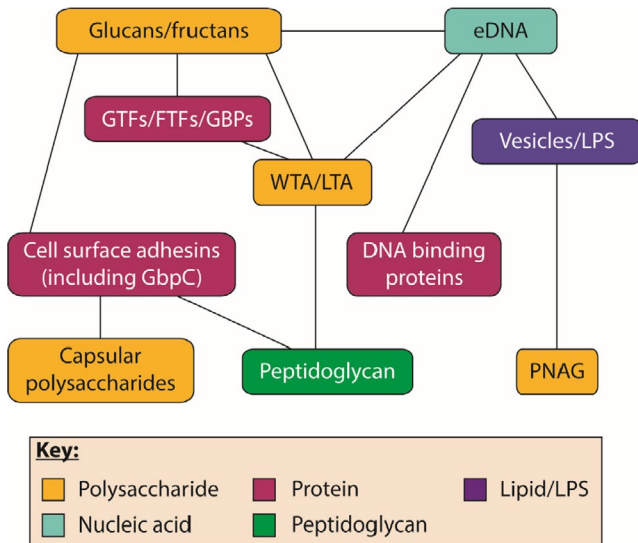 Glucans/fructans
eDNA
GTFs/FTFs/GBPs
Vesicles/LPS
WTA/LTA
Cell surface adhesins
(including GbpC)
DNA binding
proteins
Capsular
polysaccharides
Peptidoglycan
PNAG
Key:
Polysaccharide
Protein
Lipid/LPS
Nucleic acid
Peptidoglycan